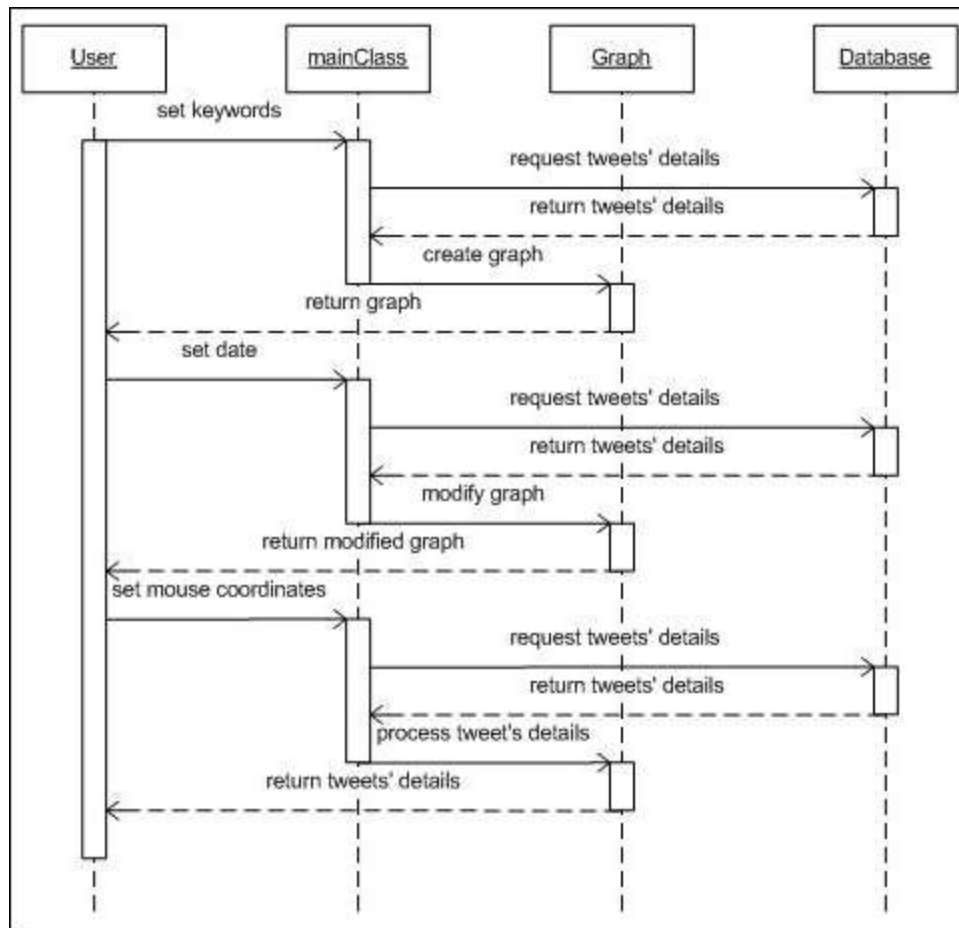 User
mainClass
Graph
Database
set keywords
request tweets' details
return tweets' details
create graph
return graph
set date
request tweets' details
return tweets' details
modify graph
return modified graph
set mouse coordinates
request tweets' details
return tweets' details
process tweet's details
return tweets' details